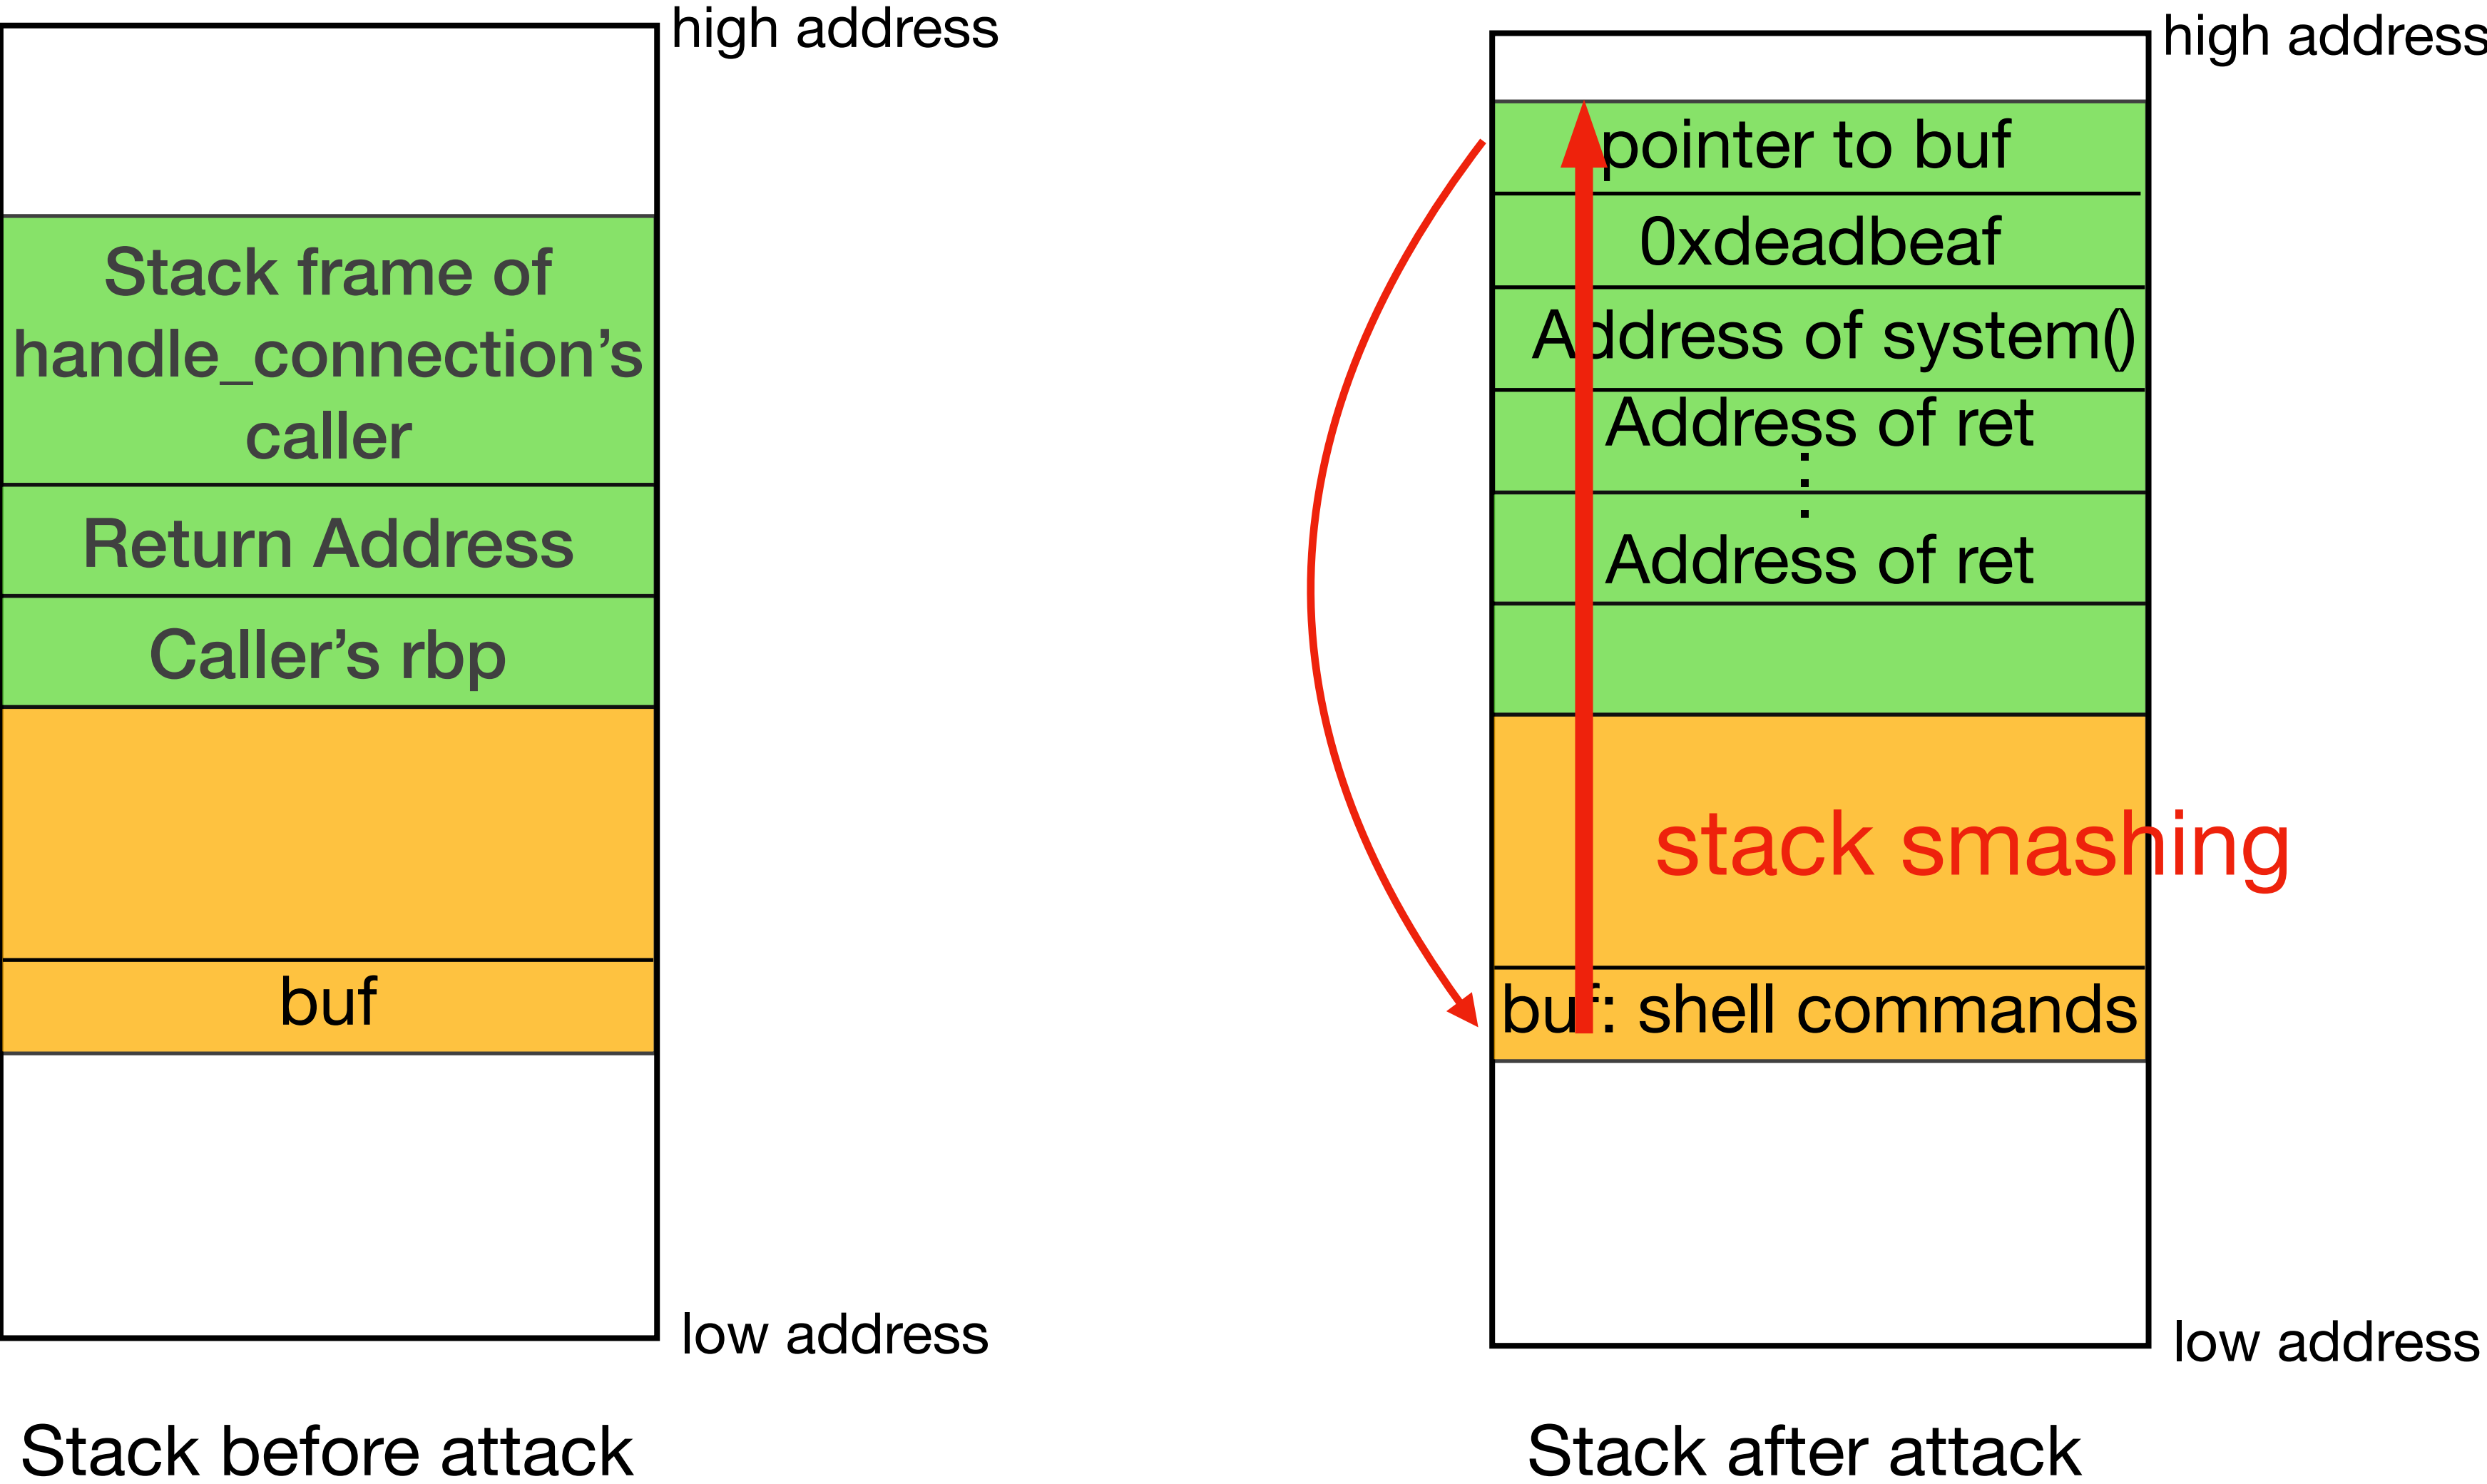 high address
Stack frame of
handle_connection’s
caller
Return Address
Caller’s rbp
buf
low address
Stack before attack
high address
pointer to buf
0xdeadbeaf
Address of system()
Address of ret
.
.
.
Address of ret
stack smashing
buf: shell commands
low address
Stack after attack